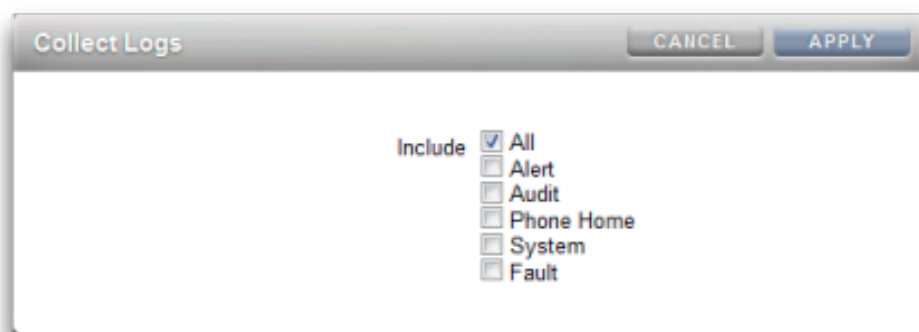 Collect Logs CANCEL APPLY
Include All
Alert
Audit
Phone Home
System
Fault